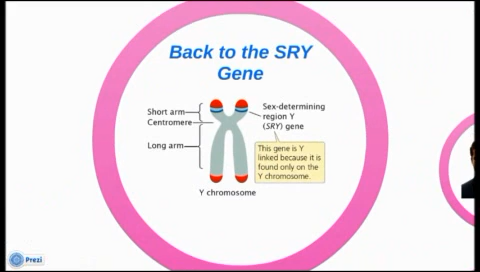 Back to the SRY
Gene
Short arm
Centromere
Long arm
Sex-determining
region Y
(SRY) gene
This gene is Y
linked because it is
found only on the
Y chromosome.
Y chromosome
Prezi